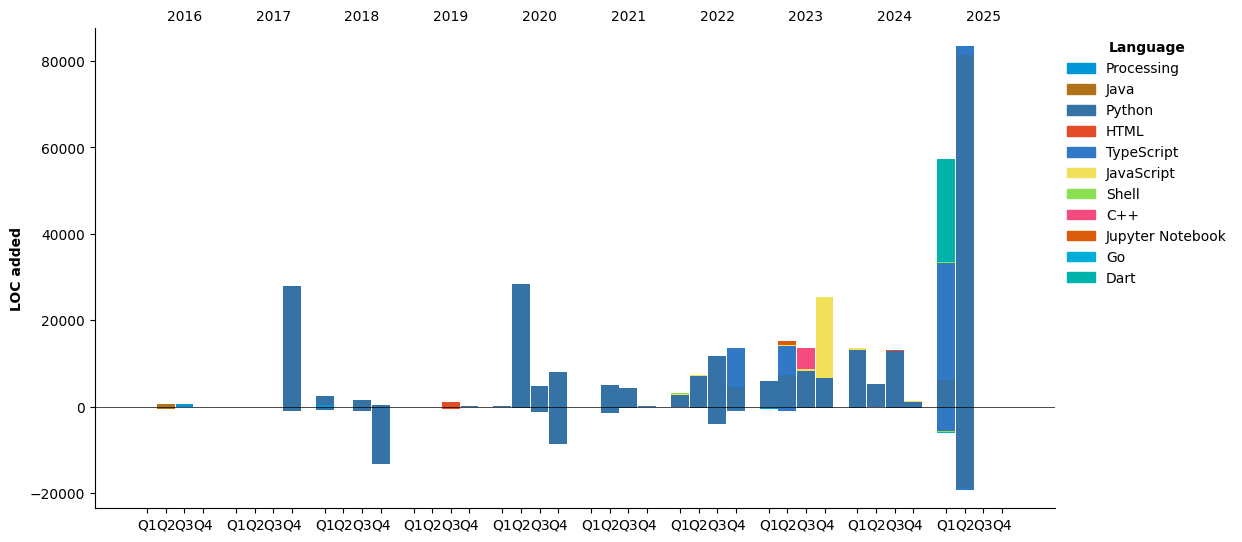 2016 2017 2018 2019 2020 2021 2022 2023 2024 2025
Language
Processing
Java
Python
HTML
TypeScript
JavaScript
Shell
C++
Jupyter Notebook
Go
Dart
LOC added
80000
60000
40000
20000
0
−20000
Q1Q2Q3Q4 Q1Q2Q3Q4 Q1Q2Q3Q4 Q1Q2Q3Q4 Q1Q2Q3Q4 Q1Q2Q3Q4 Q1Q2Q3Q4 Q1Q2Q3Q4 Q1Q2Q3Q4 Q1Q2Q3Q4